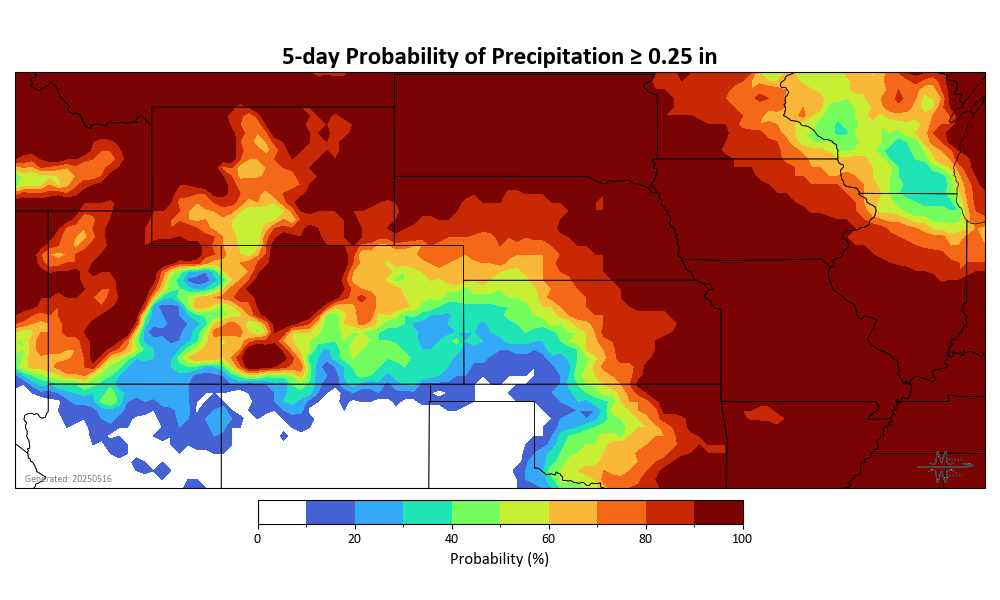 5-day Probability of Precipitation ≥ 0.25 in
Generated: 20250516
0 20 40 60 80 100
Probability (%)